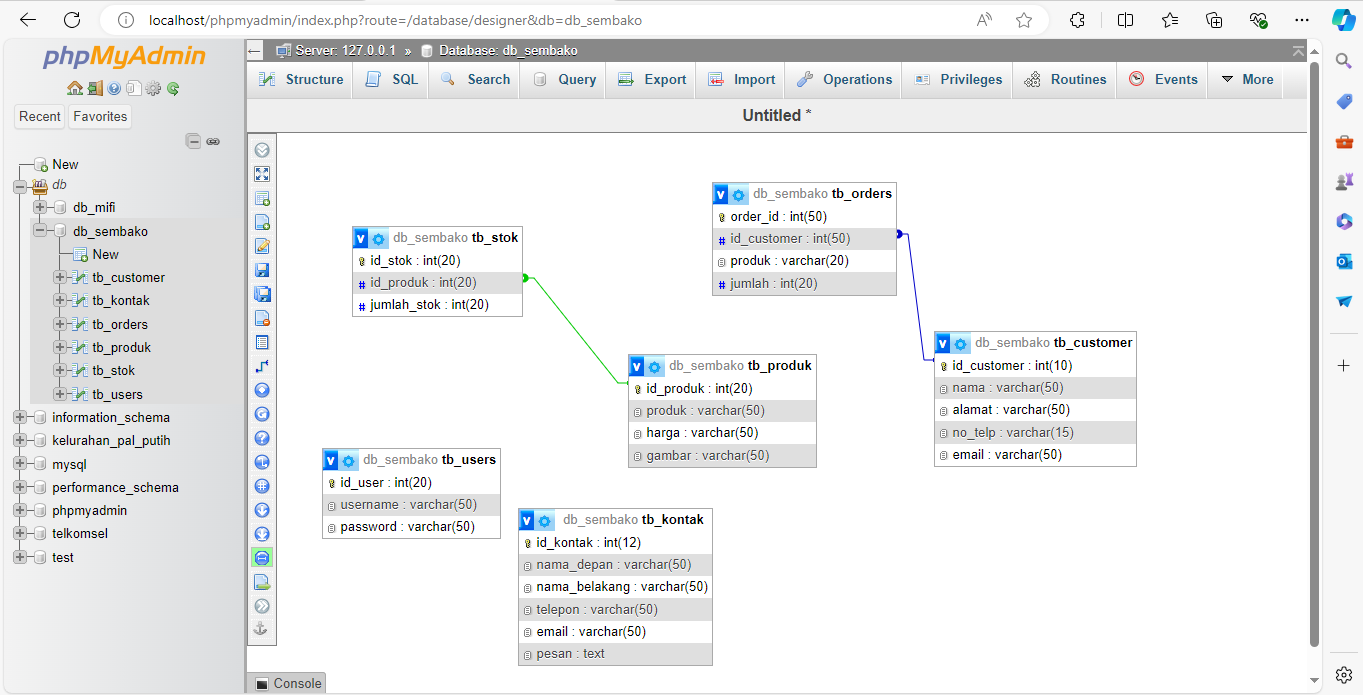 localhost/phpmyadmin/index.php?route=/database/designer&db=db_sembako
phpMyAdmin
Recent
Favorites
New
db
db_mifi
db_sembako
New
tb_customer
tb_kontak
tb_orders
tb_produk
tb_stok
tb_users
information_schema
kelurahan_pal_putih
mysql
performance_schema
phpmyadmin
telkomsel
test
Server: 127.0.0.1 » Database: db_sembako
Structure
SQL
Search
Query
Export
Import
Operations
Privileges
Routines
Events
More
Untitled *
V db_sembako tb_orders
order_id : int(50)
# id_customer : int(50)
produk : varchar(20)
# jumlah : int(20)
V db_sembako tb_stok
id_stok : int(20)
# id_produk : int(20)
# jumlah_stok : int(20)
V db_sembako tb_customer
id_customer : int(10)
nama : varchar(50)
alamat : varchar(50)
no_telp : varchar(15)
email : varchar(50)
V db_sembako tb_produk
id_produk : int(20)
produk : varchar(50)
harga : varchar(50)
gambar : varchar(50)
V db_sembako tb_users
id_user : int(20)
username : varchar(50)
password : varchar(50)
V db_sembako tb_kontak
id_kontak : int(12)
nama_depan : varchar(50)
nama_belakang : varchar(50)
telepon : varchar(50)
email : varchar(50)
pesan : text
Console